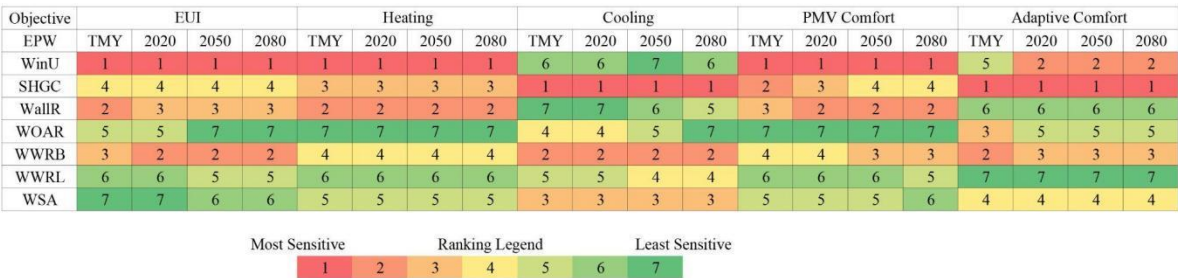 Objective EUI Heating Cooling PMV Comfort Adaptive Comfort
EPW TMY 2020 2050 2080 TMY 2020 2050 2080 TMY 2020 2050 2080 TMY 2020 2050 2080 TMY 2020 2050 2080
WinU 1 1 1 1 1 1 1 1 6 6 7 6 1 1 1 1 5 2 2 2
SHGC 4 4 4 4 3 3 3 3 1 1 1 1 2 3 4 4 1 1 1 1
WallR 2 3 3 3 2 2 2 2 7 7 6 5 3 2 2 2 6 6 6 6
WOAR 5 5 7 7 7 7 7 7 4 4 5 7 7 7 7 7 3 5 5 5
WWRB 3 2 2 2 4 4 4 4 2 2 2 2 4 4 3 3 2 3 3 3
WWRL 6 6 5 5 6 6 6 6 5 5 4 4 6 6 6 5 7 7 7 7
WSA 7 7 6 6 5 5 5 5 3 3 3 3 5 5 5 6 4 4 4 4
Most Sensitive Ranking Legend Least Sensitive
1 2 3 4 5 6 7